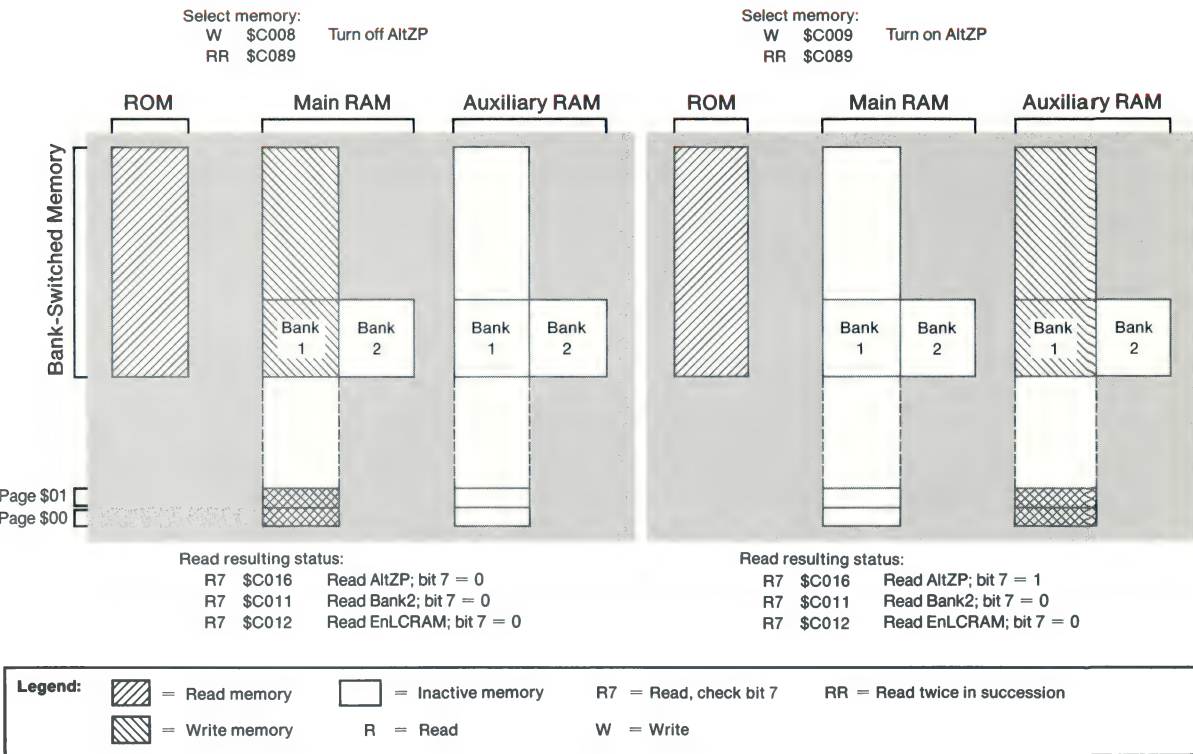 Select memory:
W $C008 Turn off AltZP
RR $C089
Select memory:
W $C009 Turn on AltZP
RR $C089
ROM Main RAM Auxiliary RAM
ROM Main RAM Auxiliary RAM
Bank-Switched Memory
Bank 1
Bank 2
Bank 1
Bank 2
Bank 1
Bank 2
Bank 1
Bank 2
Page $01
Page $00
Read resulting status:
R7 $C016 Read AltZP; bit 7 = 0
R7 $C011 Read Bank2; bit 7 = 0
R7 $C012 Read EnLCRAM; bit 7 = 0
Read resulting status:
R7 $C016 Read AltZP; bit 7 = 1
R7 $C011 Read Bank2; bit 7 = 0
R7 $C012 Read EnLCRAM; bit 7 = 0
Legend: = Read memory = Inactive memory R7 = Read, check bit 7 RR = Read twice in succession
= Write memory R = Read W = Write